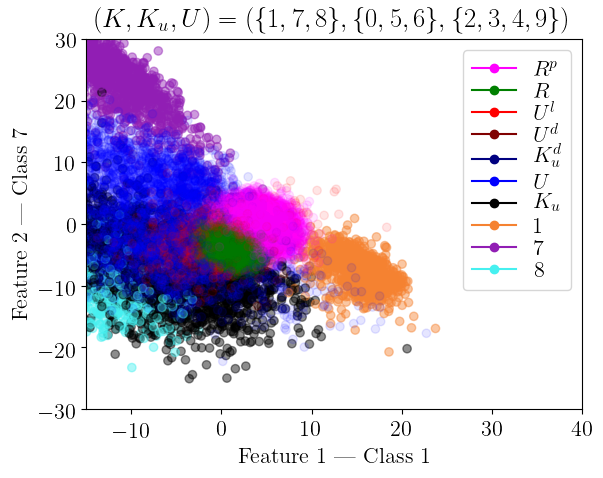 (K, K_u, U) = ({1, 7, 8}, {0, 5, 6}, {2, 3, 4, 9})
30
20
10
0
−10
−20
−30
Feature 2 — Class 7
R^p
R
U^l
U^d
K_u^d
U
K_u
1
7
8
−10
0
10
20
30
40
Feature 1 — Class 1